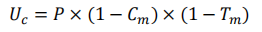 U_c = P × (1 − C_m) × (1 − T_m)